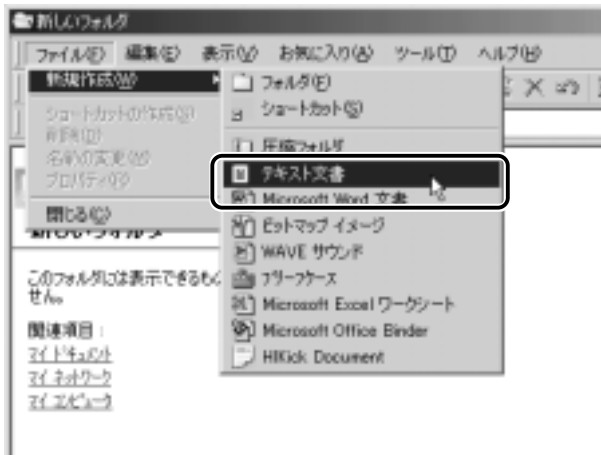 新しいフォルダ
ファイル(F) 編集(E) 表示(V) お気に入り(A) ツール(T) ヘルプ(H)
新規作成(W)
ショートカットの作成(S)
削除(D)
名前の変更(M)
プロパティ(R)
閉じる(C)
フォルダ(F)
ショートカット(S)
圧縮フォルダ
テキスト文書
Microsoft Word 文書
ビットマップ イメージ
WAVE サウンド
ブリーフケース
Microsoft Excel ワークシート
Microsoft Office Binder
HKick Document
新しいフォルダ
このフォルダには表示できるもの
せん。
関連項目:
マイ ドキュメント
マイ ネットワーク
マイ コンピュータ